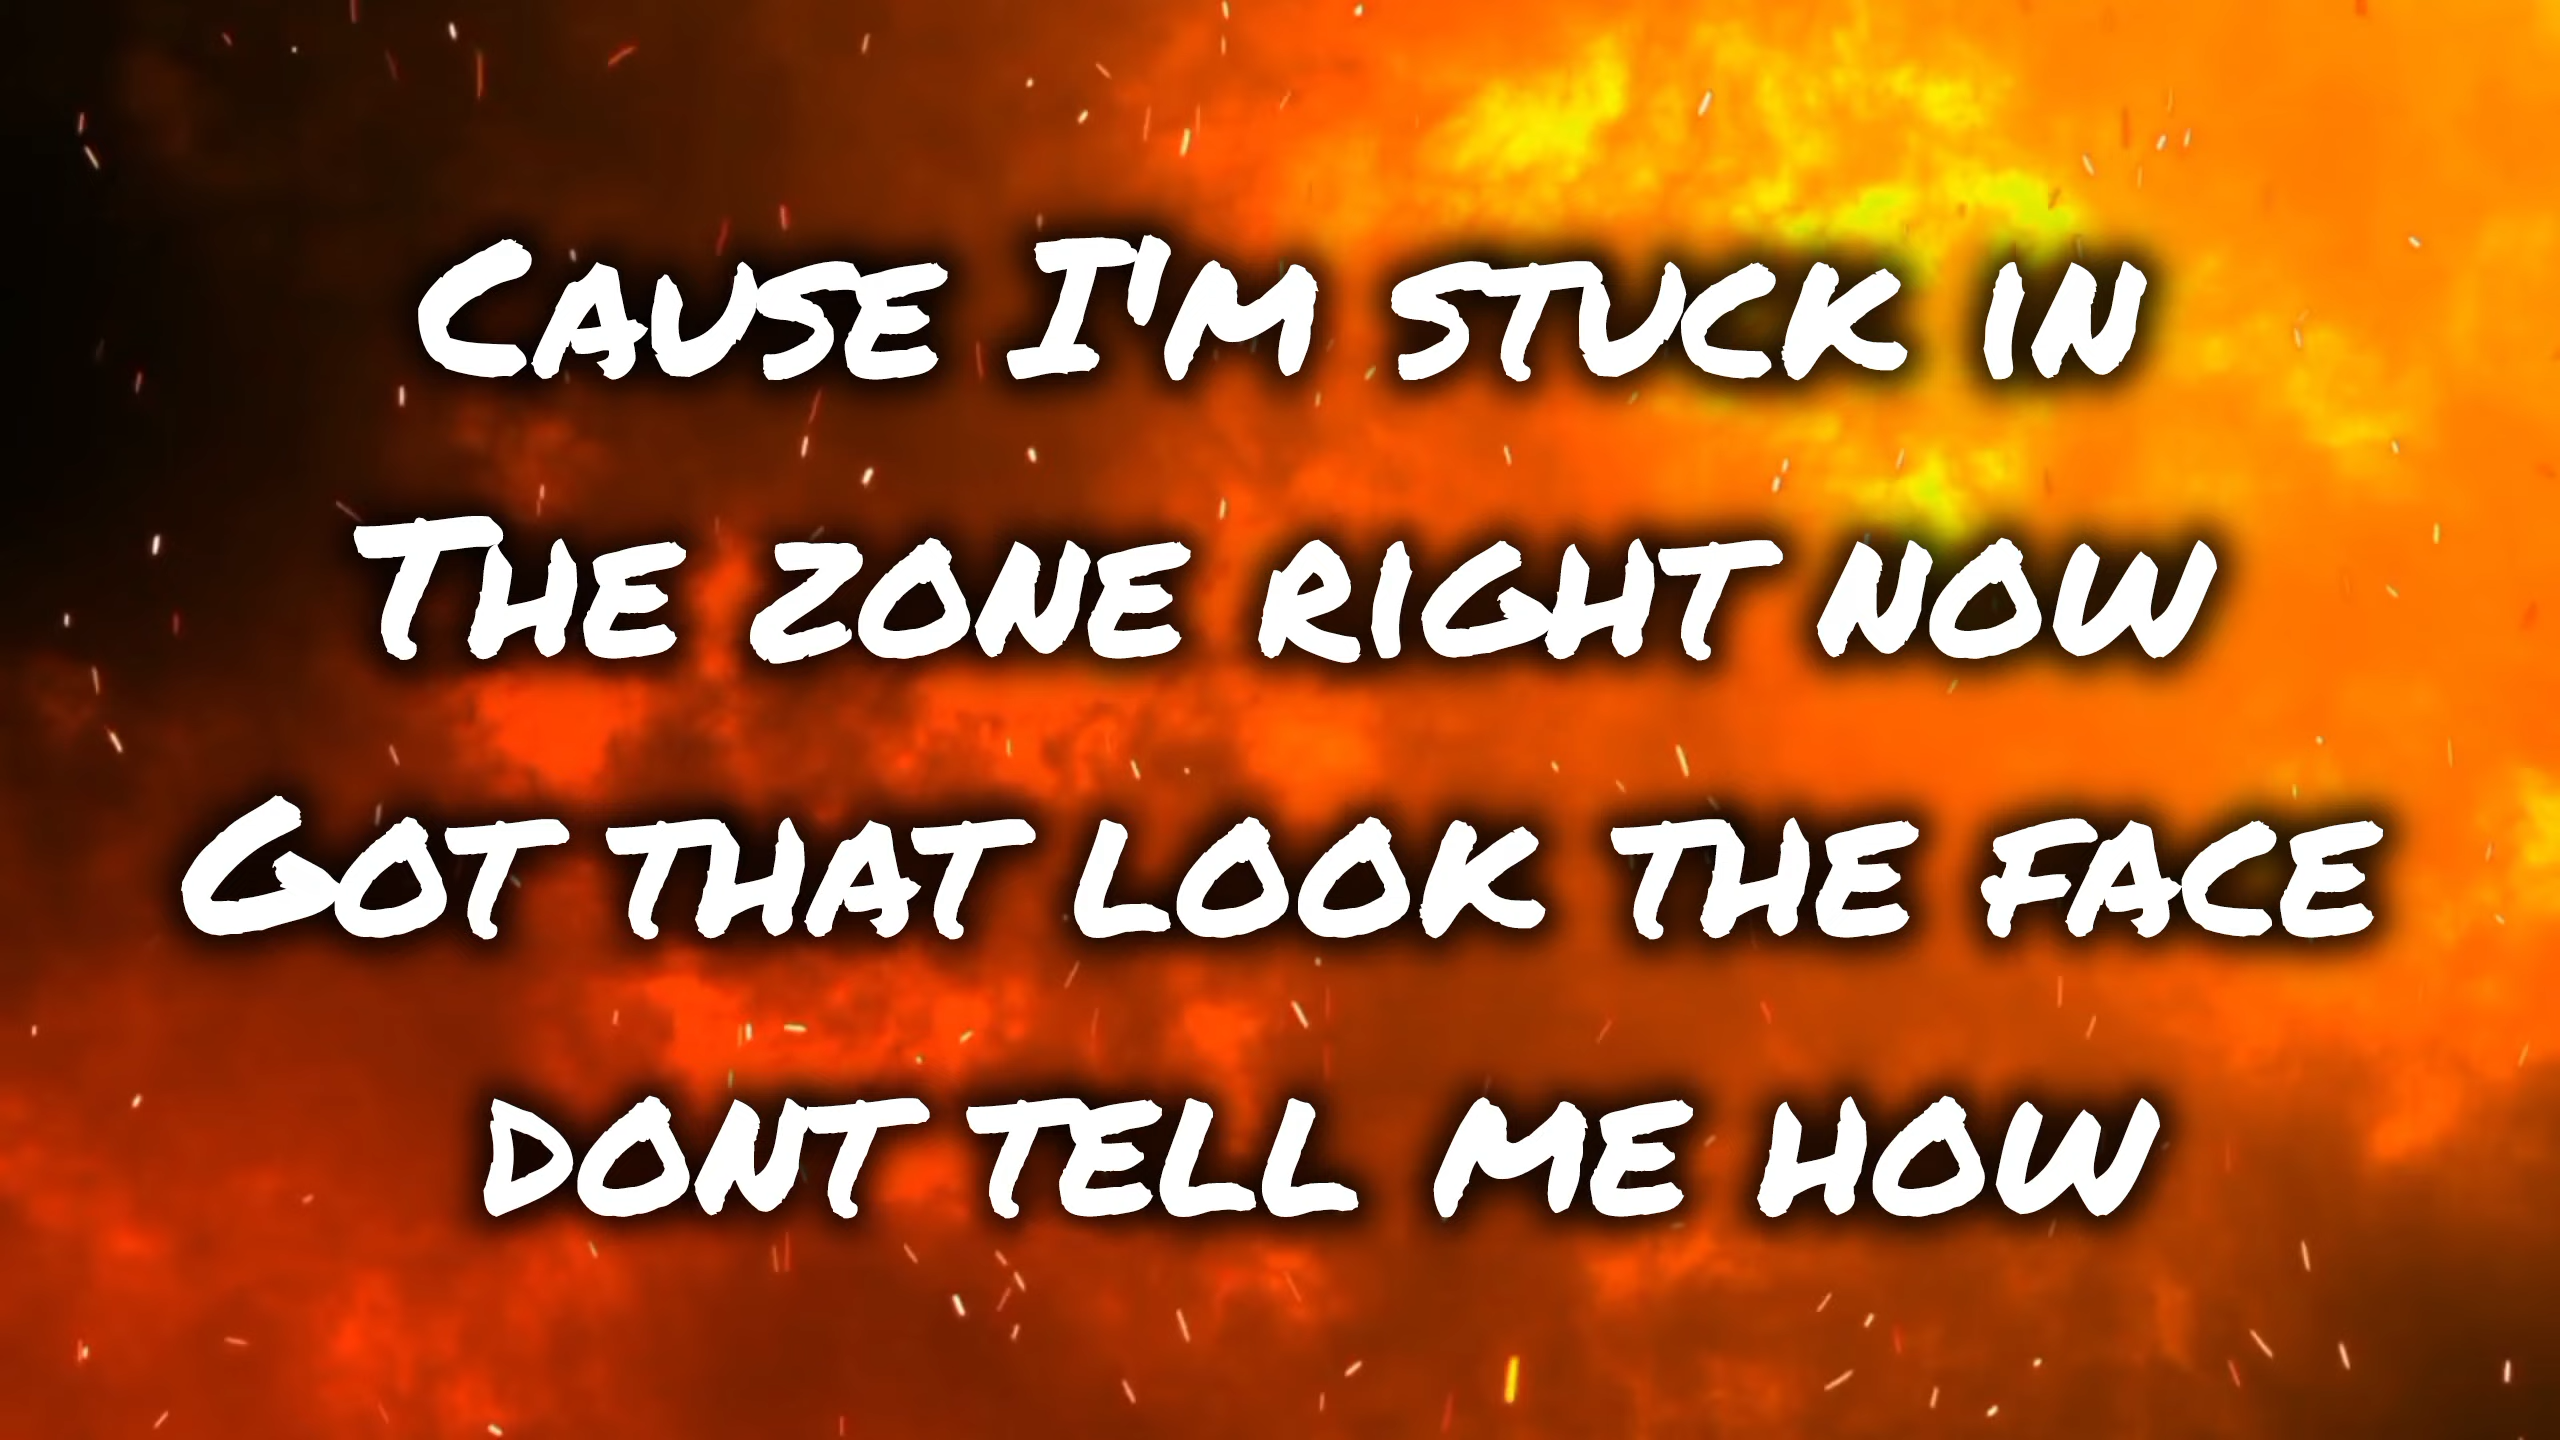 Cause I'm stuck in
The zone right now
Got that look the face
dont tell me how